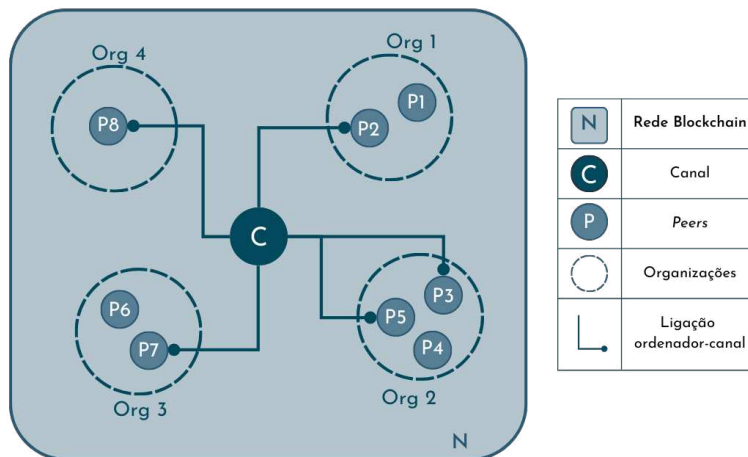 Org 4
Org 1
P8
P1
P2
C
P3
P5
P4
P6
P7
Org 3
Org 2
N
N
Rede Blockchain
C
Canal
P
Peers
Organizações
Ligação
ordenador-canal